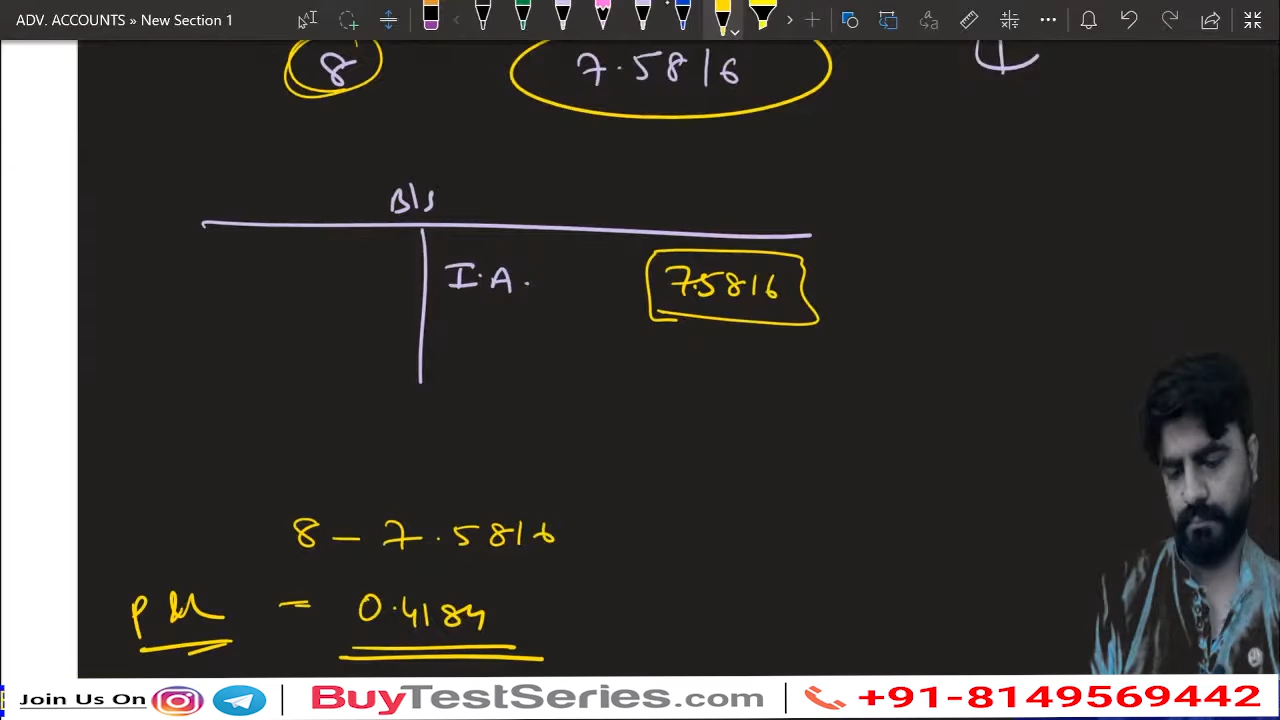 ADV. ACCOUNTS » New Section 1
8 7.5816
B/S
I.A. 7.5816
8 - 7.5816
P&L = 0.4184
Join Us On BuyTestSeries.com +91-8149569442